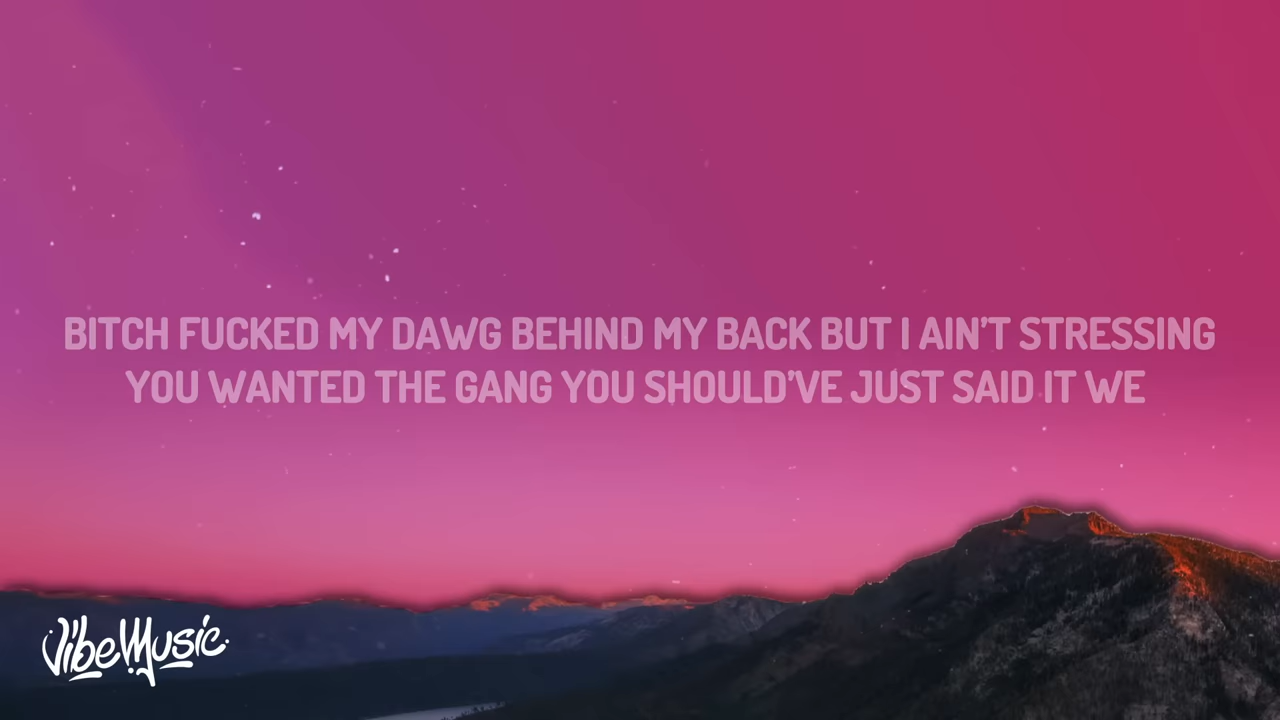 BITCH FUCKED MY DAWG BEHIND MY BACK BUT I AIN'T STRESSING
YOU WANTED THE GANG YOU SHOULD'VE JUST SAID IT WE
VibeMusic